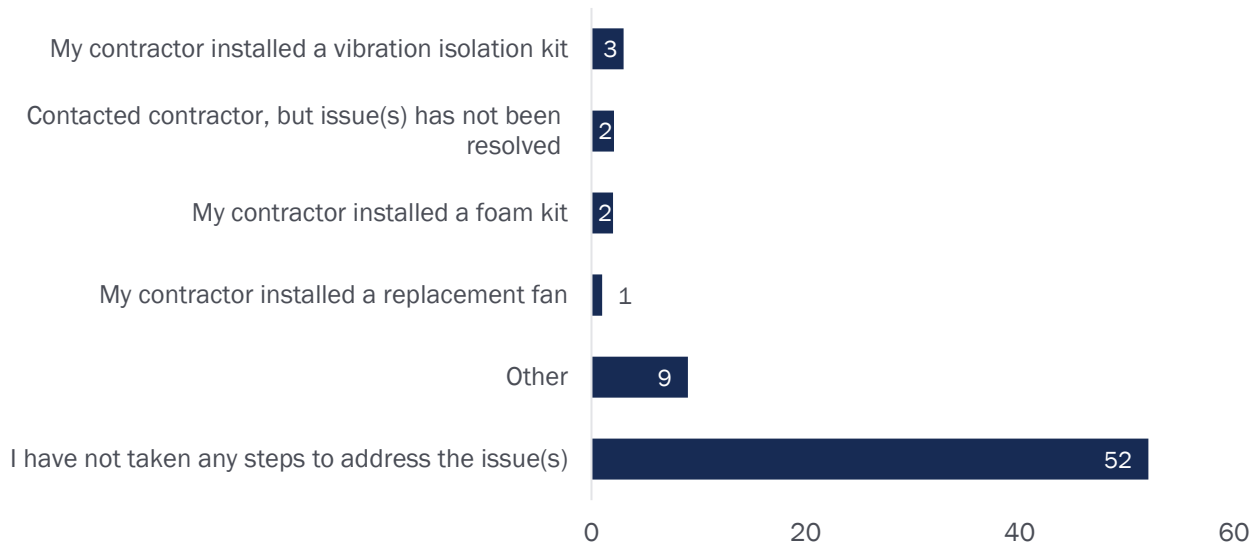 My contractor installed a vibration isolation kit
3
Contacted contractor, but issue(s) has not been
resolved
2
My contractor installed a foam kit
2
My contractor installed a replacement fan
1
Other
9
I have not taken any steps to address the issue(s)
52
0 20 40 60